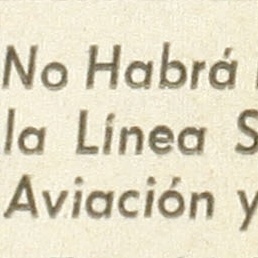 No Habrá
la Línea S
Aviación y